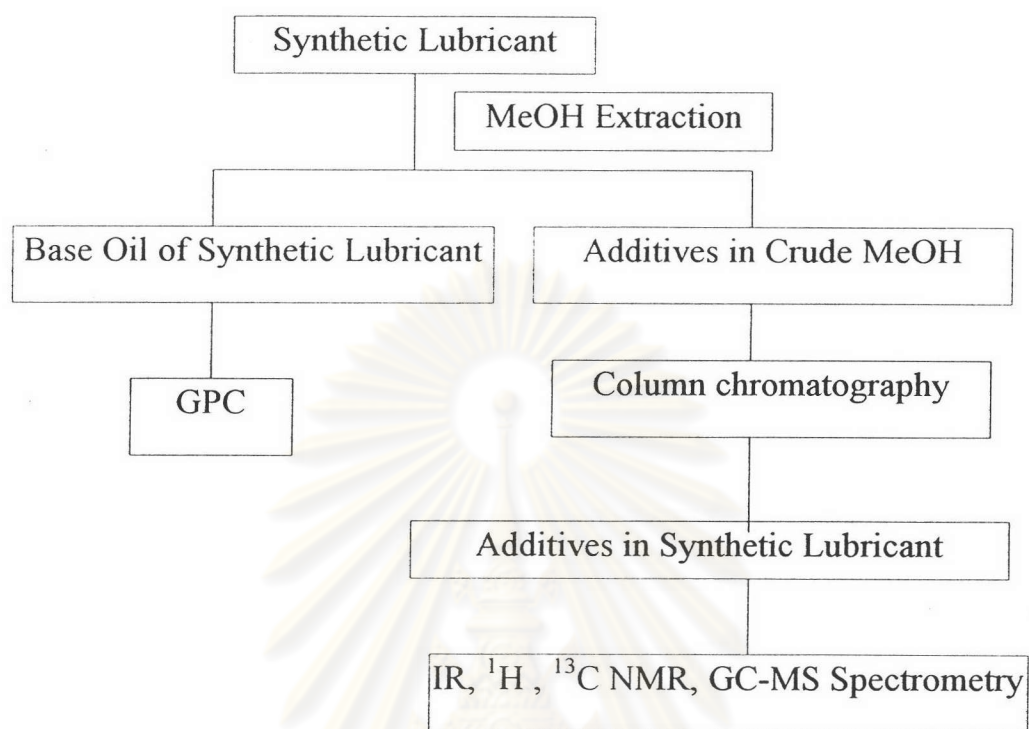 Synthetic Lubricant
MeOH Extraction
Base Oil of Synthetic Lubricant
Additives in Crude MeOH
GPC
Column chromatography
Additives in Synthetic Lubricant
IR, ¹H , ¹³C NMR, GC-MS Spectrometry